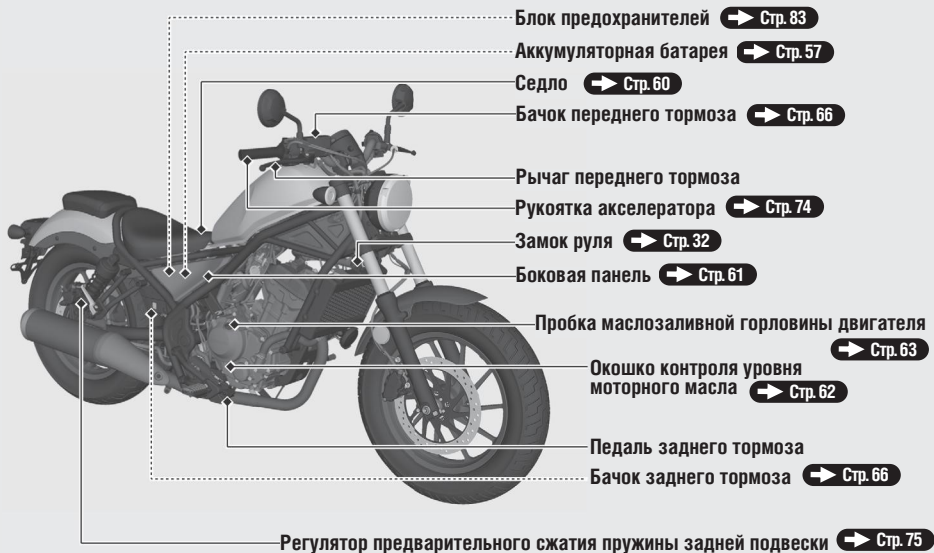 Блок предохранителей Стр. 83
Аккумуляторная батарея Стр. 57
Седло Стр. 60
Бачок переднего тормоза Стр. 66
Рычаг переднего тормоза
Рукоятка акселератора Стр. 74
Замок руля Стр. 32
Боковая панель Стр. 61
Пробка маслозаливной горловины двигателя
Стр. 63
Окошко контроля уровня
моторного масла Стр. 62
Педаль заднего тормоза
Бачок заднего тормоза Стр. 66
Регулятор предварительного сжатия пружины задней подвески Стр. 75